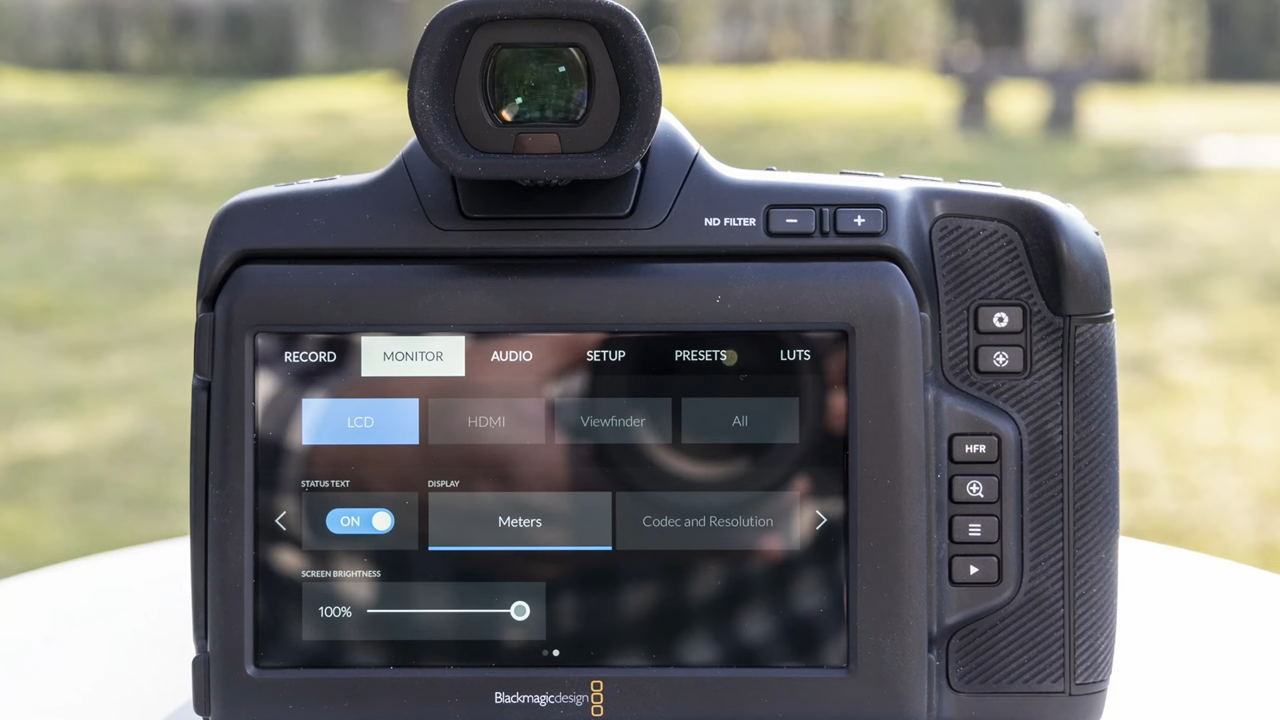 ND FILTER
− +
RECORD MONITOR AUDIO SETUP PRESETS LUTS
LCD HDMI Viewfinder All
STATUS TEXT DISPLAY
ON Meters Codec and Resolution
SCREEN BRIGHTNESS
100%
HFR
Blackmagicdesign